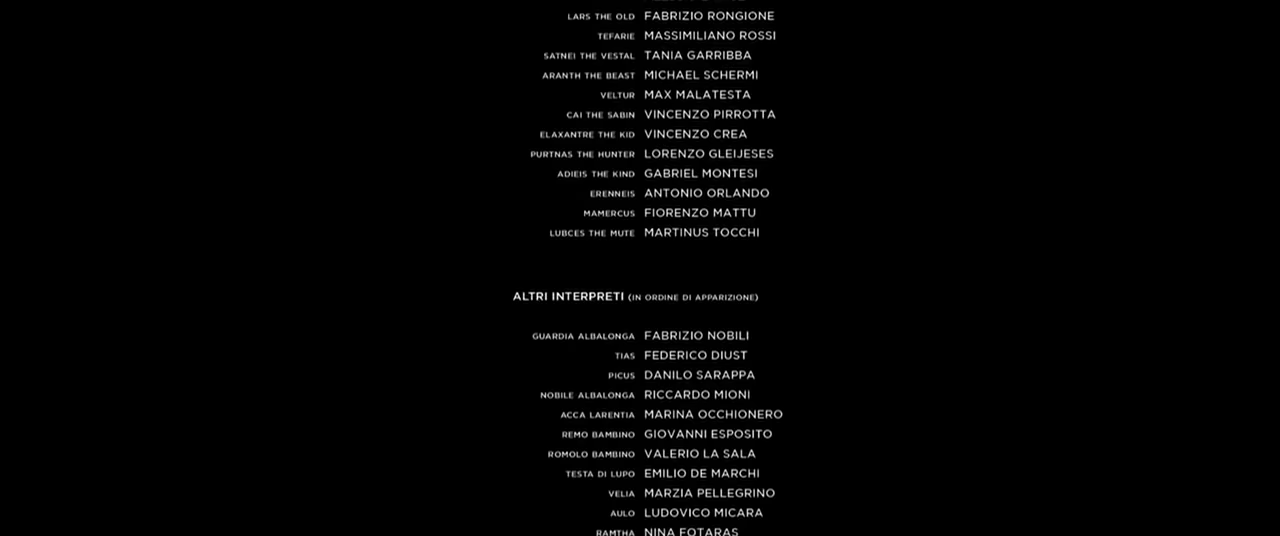 LARS THE OLD FABRIZIO RONGIONE
TEFARIE MASSIMILIANO ROSSI
SATNEI THE VESTAL TANIA GARRIBBA
ARANTH THE BEAST MICHAEL SCHERMI
VELTUR MAX MALATESTA
CAI THE SABIN VINCENZO PIRROTTA
ELAXANTRE THE KID VINCENZO CREA
PURTNAS THE HUNTER LORENZO GLEIJESES
ADIEIS THE KIND GABRIEL MONTESI
ERENNEIS ANTONIO ORLANDO
MAMERCUS FIORENZO MATTU
LUBCES THE MUTE MARTINUS TOCCHI
ALTRI INTERPRETI (IN ORDINE DI APPARIZIONE)
GUARDIA ALBALONGA FABRIZIO NOBILI
TIAS FEDERICO DIUST
PICUS DANILO SARAPPA
NOBILE ALBALONGA RICCARDO MIONI
ACCA LARENTIA MARINA OCCHIONERO
REMO BAMBINO GIOVANNI ESPOSITO
ROMOLO BAMBINO VALERIO LA SALA
TESTA DI LUPO EMILIO DE MARCHI
VELIA MARZIA PELLEGRINO
AULO LUDOVICO MICARA
RAMTHA NINA FOTARAS